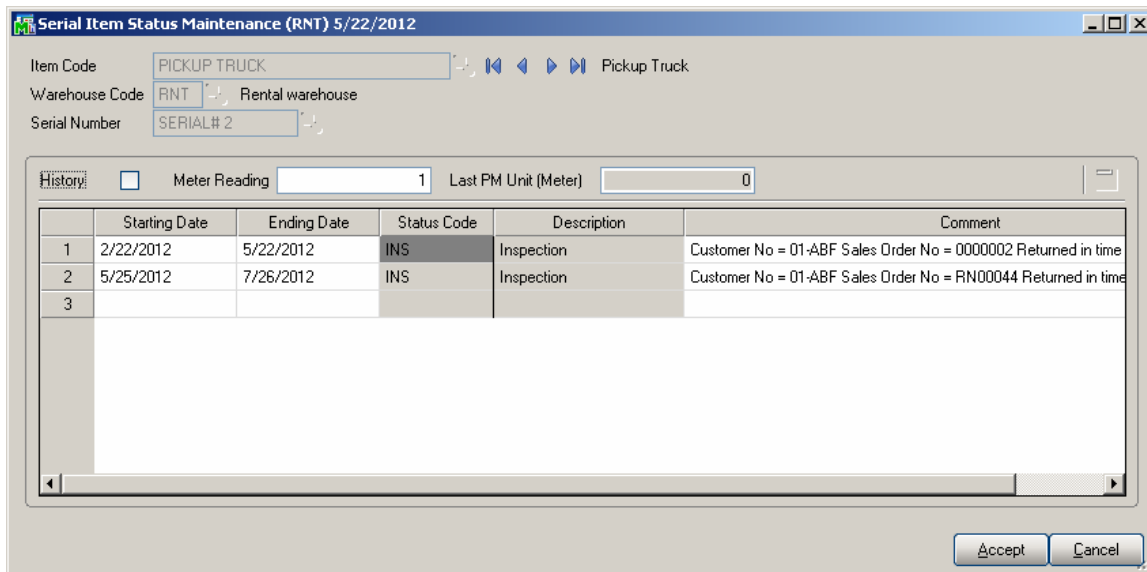 Serial Item Status Maintenance (RNT) 5/22/2012
Item Code PICKUP TRUCK Pickup Truck
Warehouse Code RNT Rental warehouse
Serial Number SERIAL# 2
History Meter Reading 1 Last PM Unit (Meter) 0
Starting Date Ending Date Status Code Description Comment
1 2/22/2012 5/22/2012 INS Inspection Customer No = 01-ABF Sales Order No = 0000002 Returned in time
2 5/25/2012 7/26/2012 INS Inspection Customer No = 01-ABF Sales Order No = RN00044 Returned in time
3
Accept Cancel